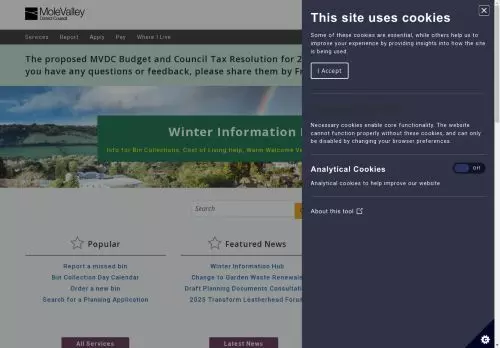 MoleValley
District Council
Services Report Apply Pay Where I Live
The proposed MVDC Budget and Council Tax Resolution for 2
you have any questions or feedback, please share them by Fr
Winter Information
Info for Bin Collections, Cost of Living help, Warm Welcome Ve
Search
Popular
Report a missed bin
Bin Collection Day Calendar
Order a new bin
Search for a Planning Application
All Services
Featured News
Winter Information Hub
Change to Garden Waste Renewals
Draft Planning Documents Consultati
2025 Transform Leatherhead Foru
Latest News
This site uses cookies
Some of these cookies are essential, while others help us to
improve your experience by providing insights into how the site
is being used.
I Accept
Necessary cookies enable core functionality. The website
cannot function properly without these cookies, and can only
be disabled by changing your browser preferences.
Analytical Cookies
Off
Analytical cookies to help improve our website
About this tool